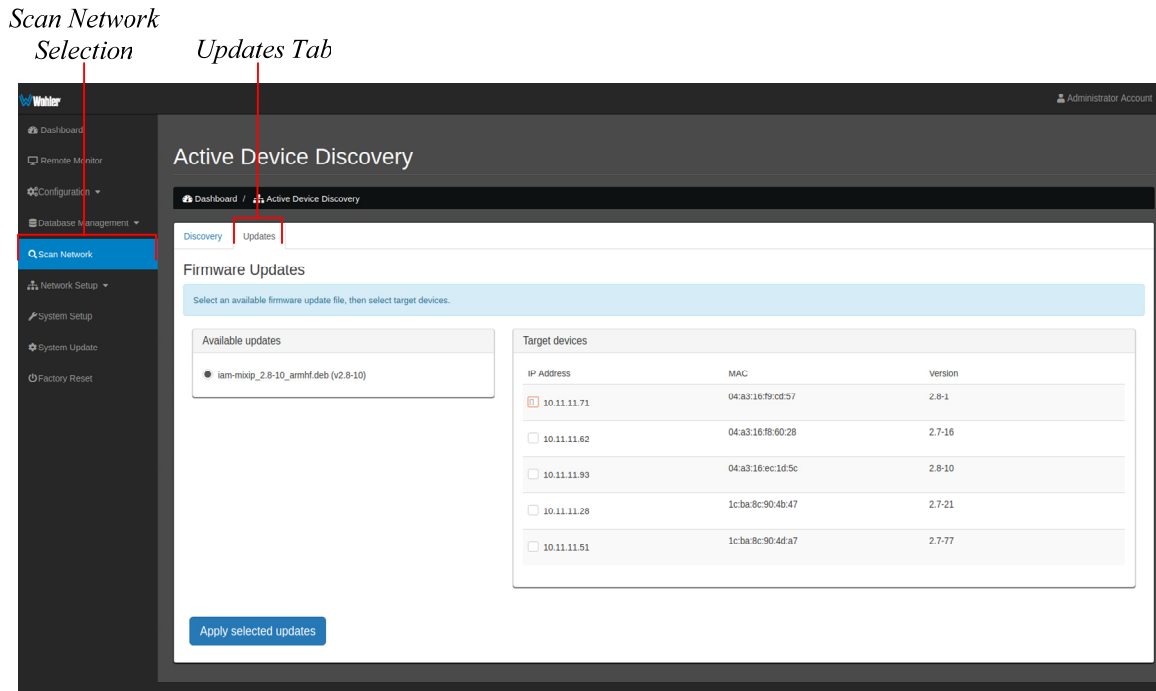 Scan Network
Selection
Updates Tab
Wohler
Administrator Account
Dashboard
Remote Monitor
Configuration
Database Management
Scan Network
Network Setup
System Setup
System Update
Factory Reset
Active Device Discovery
Dashboard / Active Device Discovery
Discovery Updates
Firmware Updates
Select an available firmware update file, then select target devices.
Available updates
iam-mixip_2.8-10_armhf.deb (v2.8-10)
Target devices
IP Address MAC Version
10.11.11.71 04:a3:16:f9:cd:57 2.8-1
10.11.11.62 04:a3:16:f8:60:28 2.7-16
10.11.11.93 04:a3:16:ec:1d:5c 2.8-10
10.11.11.28 1c:ba:8c:90:4b:47 2.7-21
10.11.11.51 1c:ba:8c:90:4d:a7 2.7-77
Apply selected updates